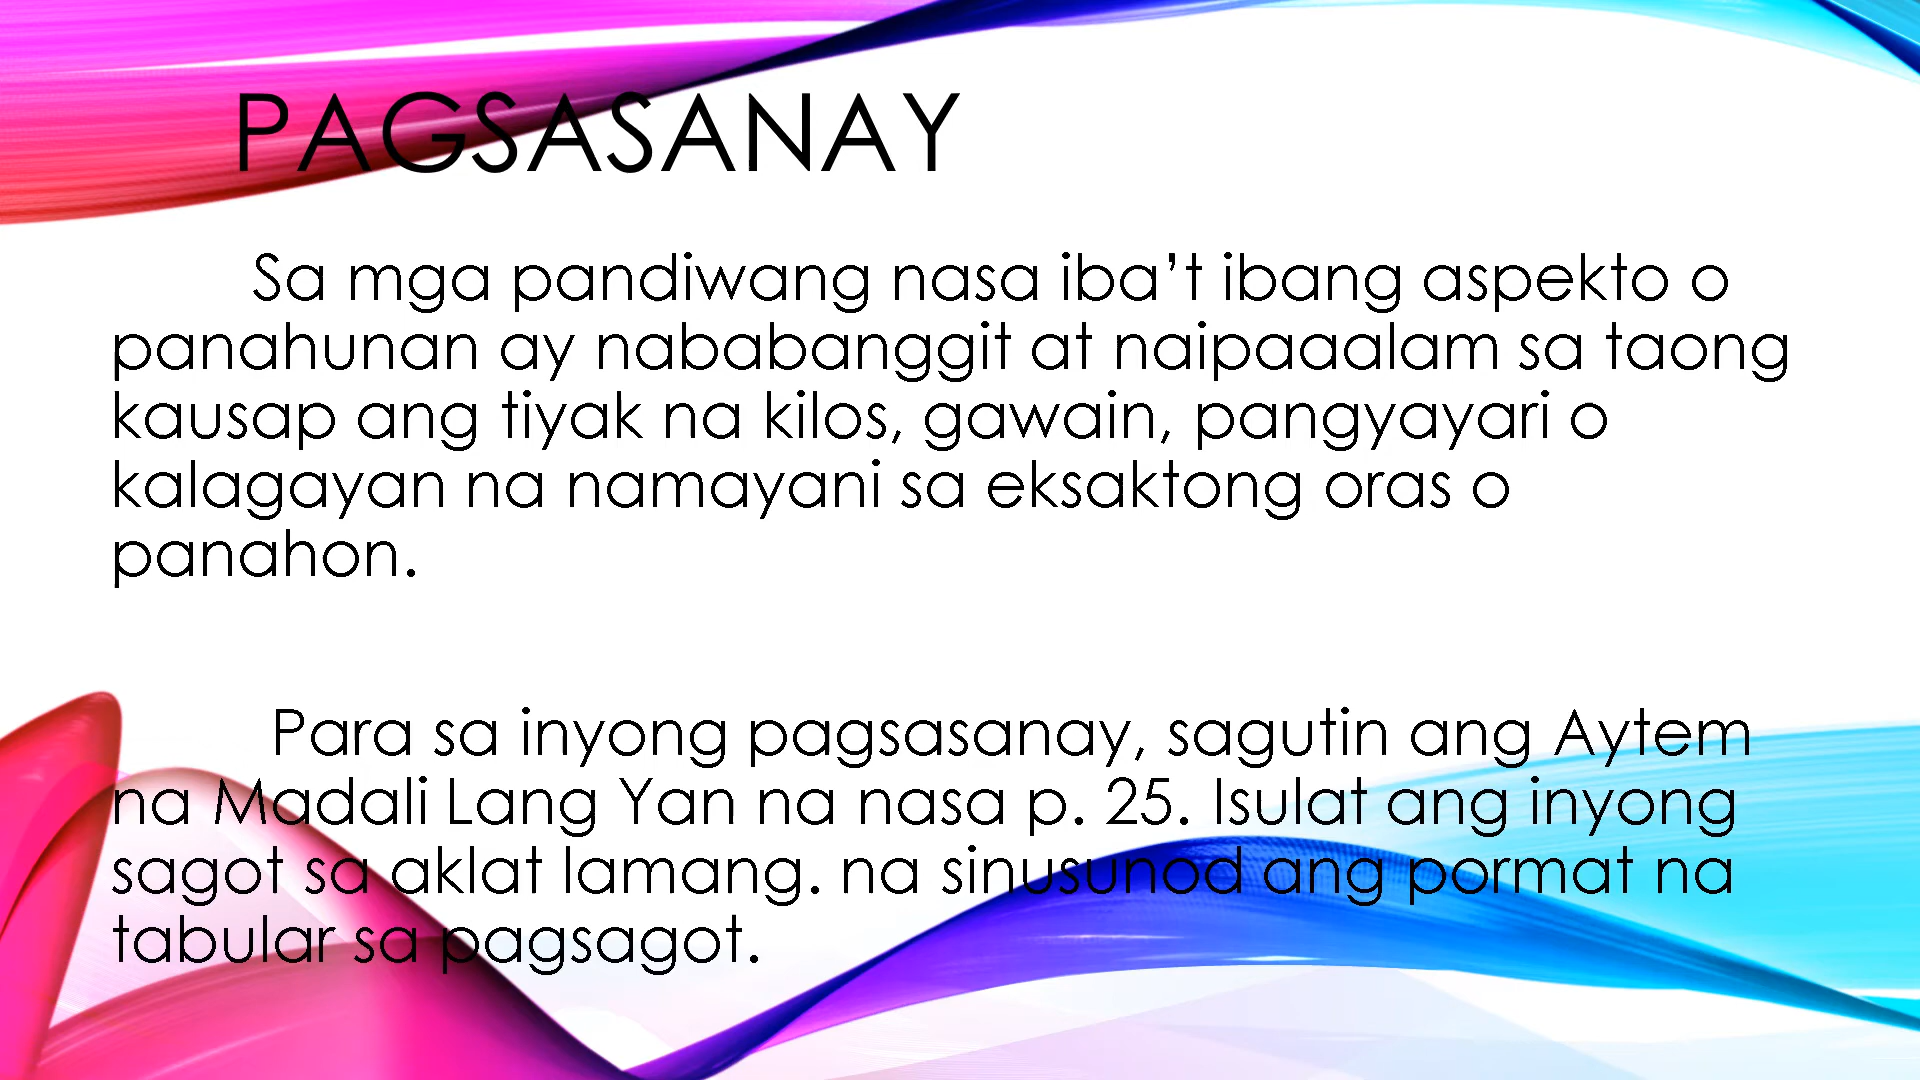 PAGSASANAY
Sa mga pandiwang nasa iba’t ibang aspekto o
panahunan ay nababanggit at naipaaalam sa taong
kausap ang tiyak na kilos, gawain, pangyayari o
kalagayan na namayani sa eksaktong oras o
panahon.
Para sa inyong pagsasanay, sagutin ang Aytem
na Madali Lang Yan na nasa p. 25. Isulat ang inyong
sagot sa aklat lamang. na sinusunod ang pormat na
tabular sa pagsagot.